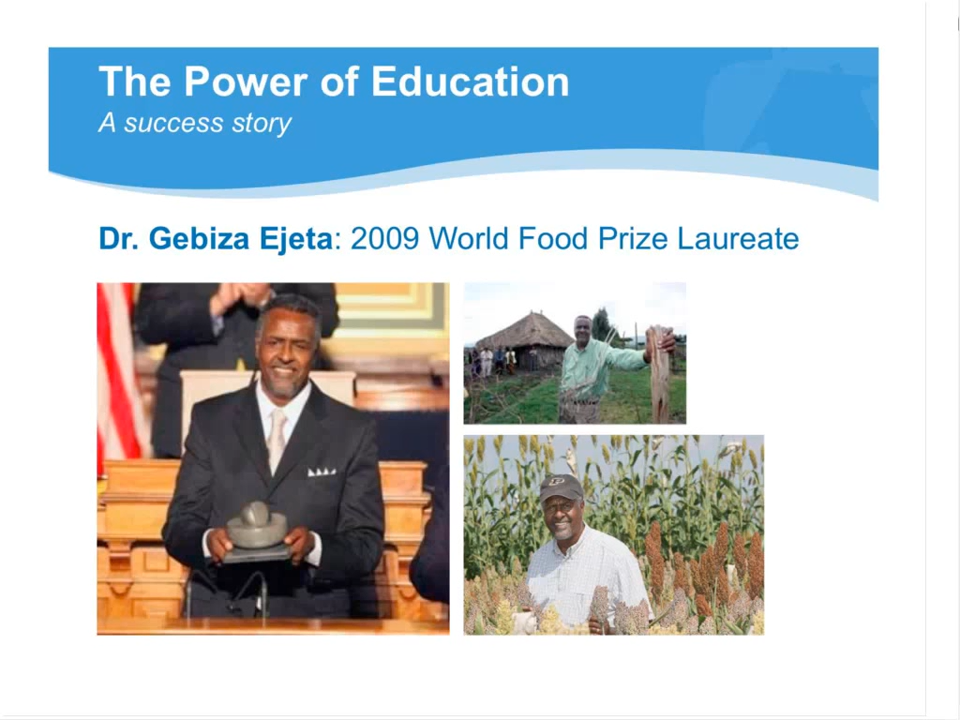 The Power of Education
A success story
Dr. Gebiza Ejeta: 2009 World Food Prize Laureate